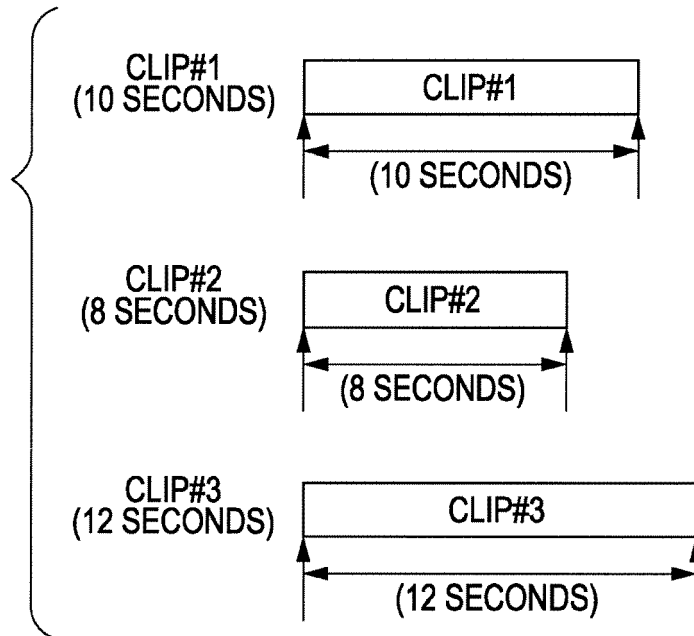 CLIP#1
(10 SECONDS)
CLIP#1
(10 SECONDS)
CLIP#2
(8 SECONDS)
CLIP#2
(8 SECONDS)
CLIP#3
(12 SECONDS)
CLIP#3
(12 SECONDS)